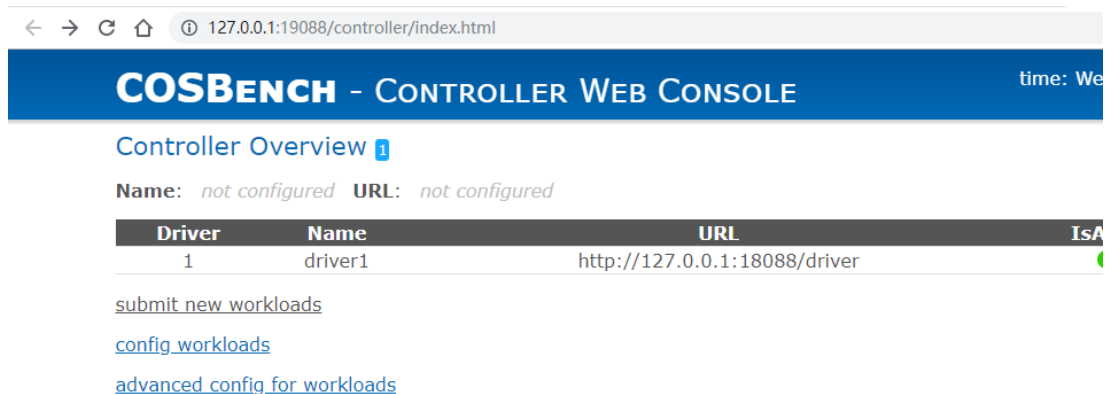 127.0.0.1:19088/controller/index.html
COSBENCH - CONTROLLER WEB CONSOLE time: We
Controller Overview 1
Name: not configured URL: not configured
Driver Name URL IsA
1 driver1 http://127.0.0.1:18088/driver
submit new workloads
config workloads
advanced config for workloads